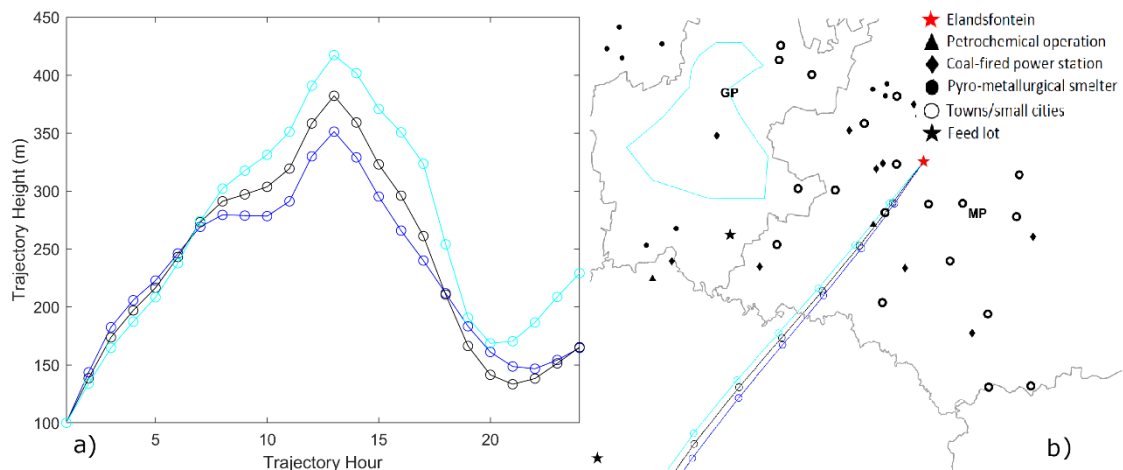 450
400
350
300
250
200
150
100
Trajectory Height (m)
5
10
15
20
Trajectory Hour
a)
GP
MP
b)
Elandsfontein
Petrochemical operation
Coal-fired power station
Pyro-metallurgical smelter
Towns/small cities
Feed lot